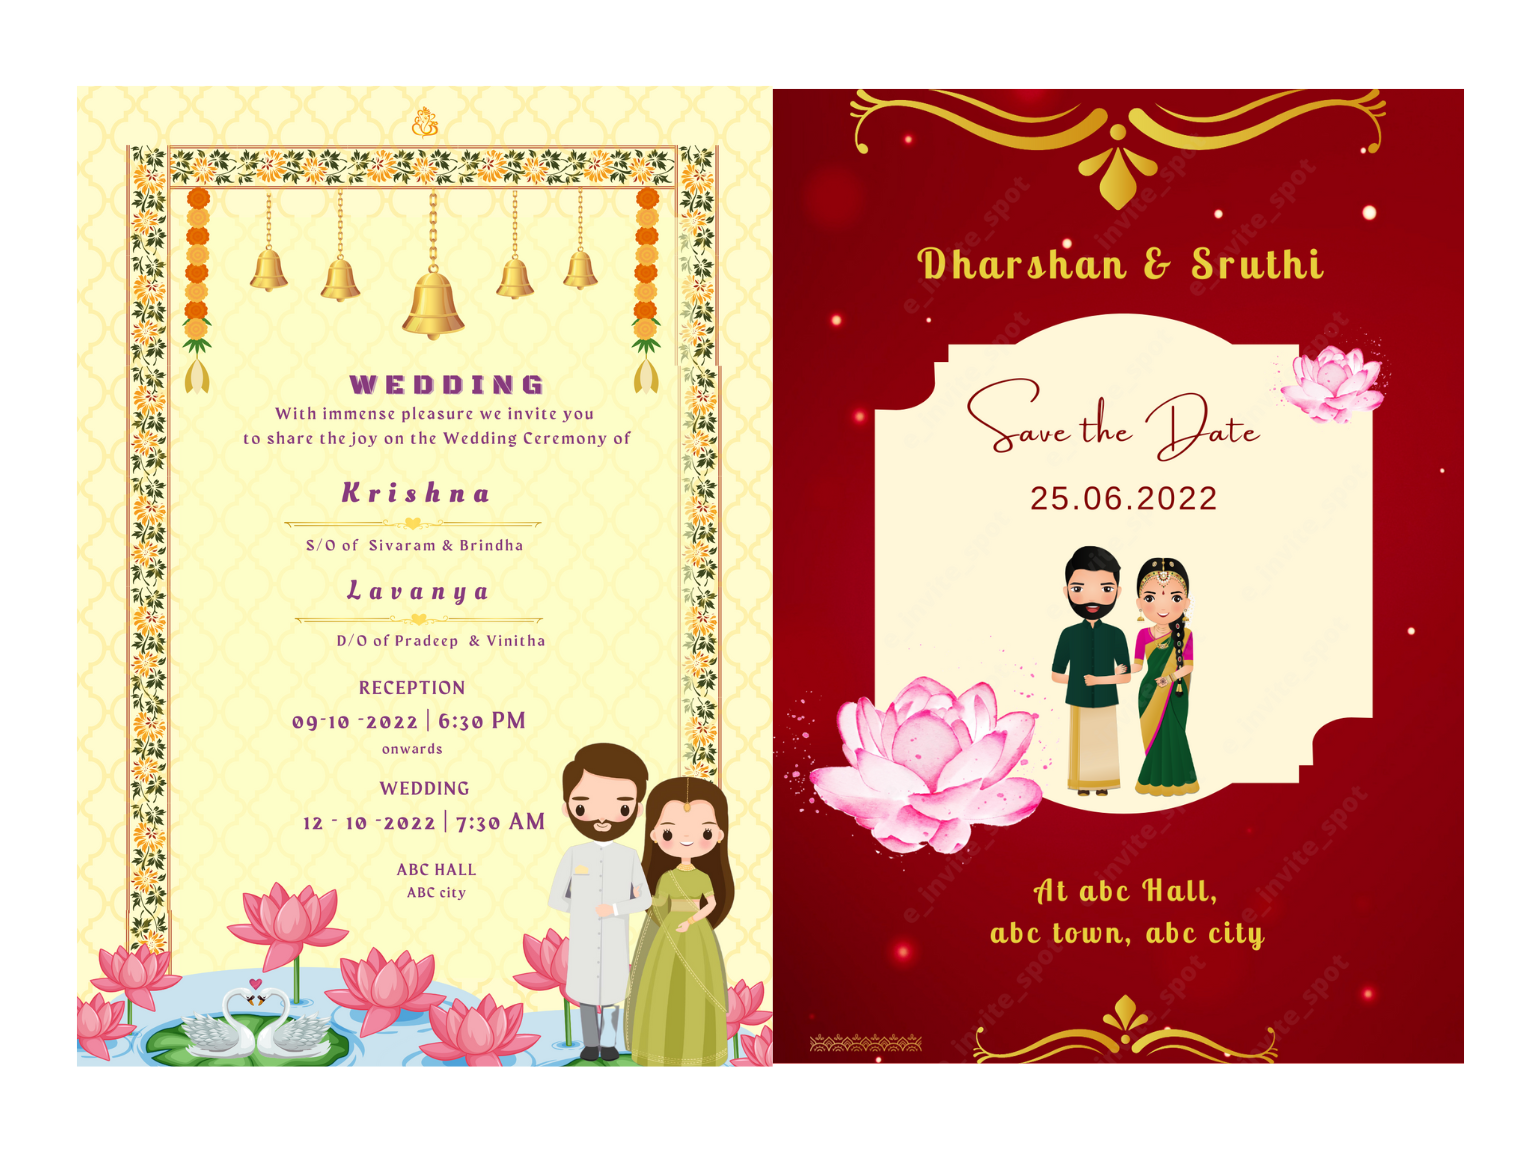 WEDDING
With immense pleasure we invite you
to share the joy on the Wedding Ceremony of
Krishna
S/O of Sivaram & Brindha
Lavanya
D/O of Pradeep & Vinitha
RECEPTION
09-10 -2022 | 6:30 PM
onwards
WEDDING
12 - 10 -2022 | 7:30 AM
ABC HALL
ABC city
Dharshan & Sruthi
Save the Date
25.06.2022
At abc Hall,
abc town, abc city
e_invite_spot